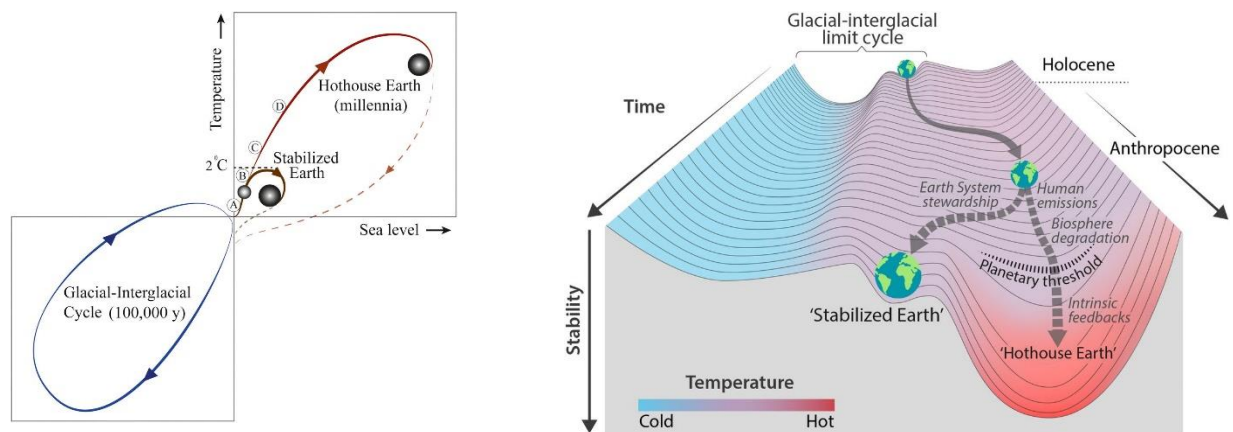 Temperature
Hothouse Earth
(millennia)
D
C
2°C
Stabilized
Earth
B
A
Sea level
Glacial-Interglacial
Cycle (100,000 y)
Glacial-interglacial
limit cycle
Holocene
Time
Anthropocene
Earth System
stewardship
Human
emissions
Biosphere
degradation
Planetary threshold
Stability
'Stabilized Earth'
Intrinsic
feedbacks
'Hothouse Earth'
Temperature
Cold
Hot